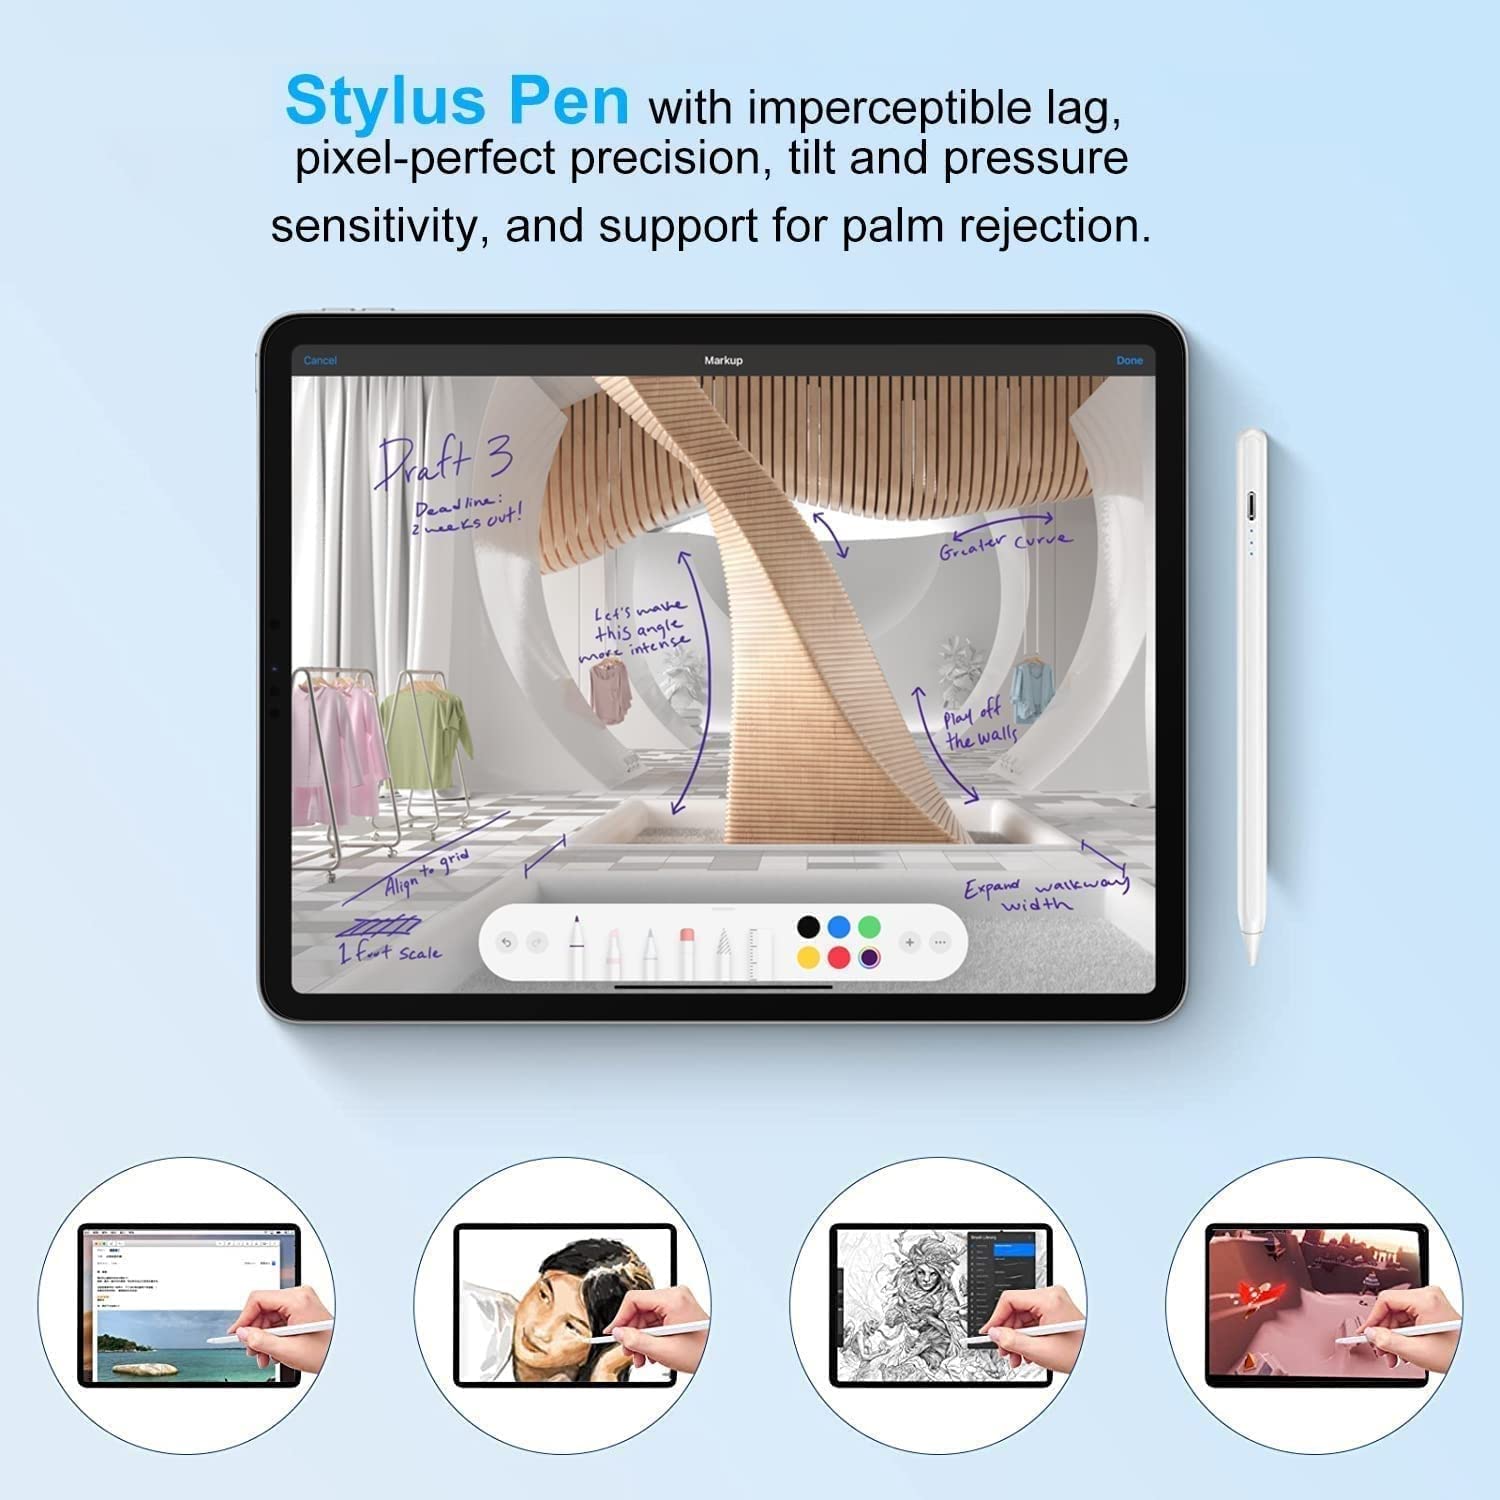 Stylus Pen with imperceptible lag,
pixel-perfect precision, tilt and pressure
sensitivity, and support for palm rejection.
Cancel
Markup
Done
Draft 3
Deadline:
2 weeks out!
Greater curve
Let's make
this angle
more intense
Play off
the walls
Align to grid
Expand walkway
width
1 foot scale
Brush Library